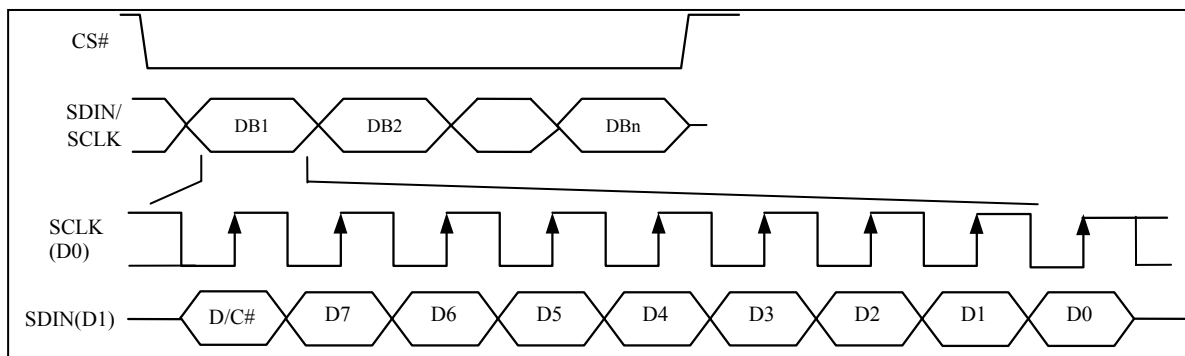 CS#
SDIN/
SCLK
DB1 DB2 DBn
SCLK
(D0)
SDIN(D1) D/C# D7 D6 D5 D4 D3 D2 D1 D0